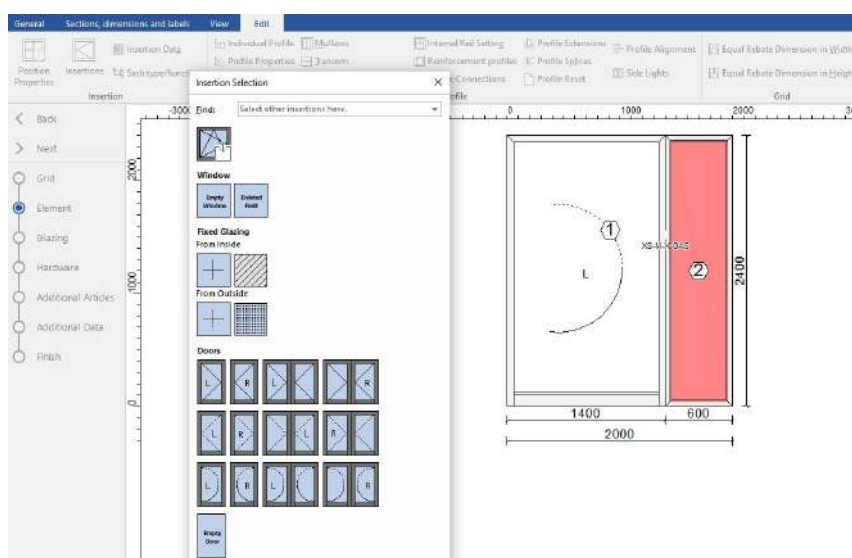 General Sections, dimensions and labels View Edit
Position Properties
Insertions
Insertion Data
Insertion
Individual Profile
Mullions
Profile Properties
Transom
Internal Rail Setting
Profile Extensions
Profile Alignment
Reinforcement profiles
Profile Splices
Connections
Profile Reset
Side Lights
Equal Rebate Dimension in Width
Equal Rebate Dimension in Height
Grid
Back
Next
Grid
Element
Glazing
Hardware
Additional Articles
Additional Data
Finish
Insertion Selection
Find: Select other insertions here.
Window
Empty Window
Fixed Glazing
From Inside
From Outside
Doors
L R L R
L R L R
L R L R
Empty Door
-3000 0 1000 2000
2000
1000
0
1
L
2
2400
1400 600
2000